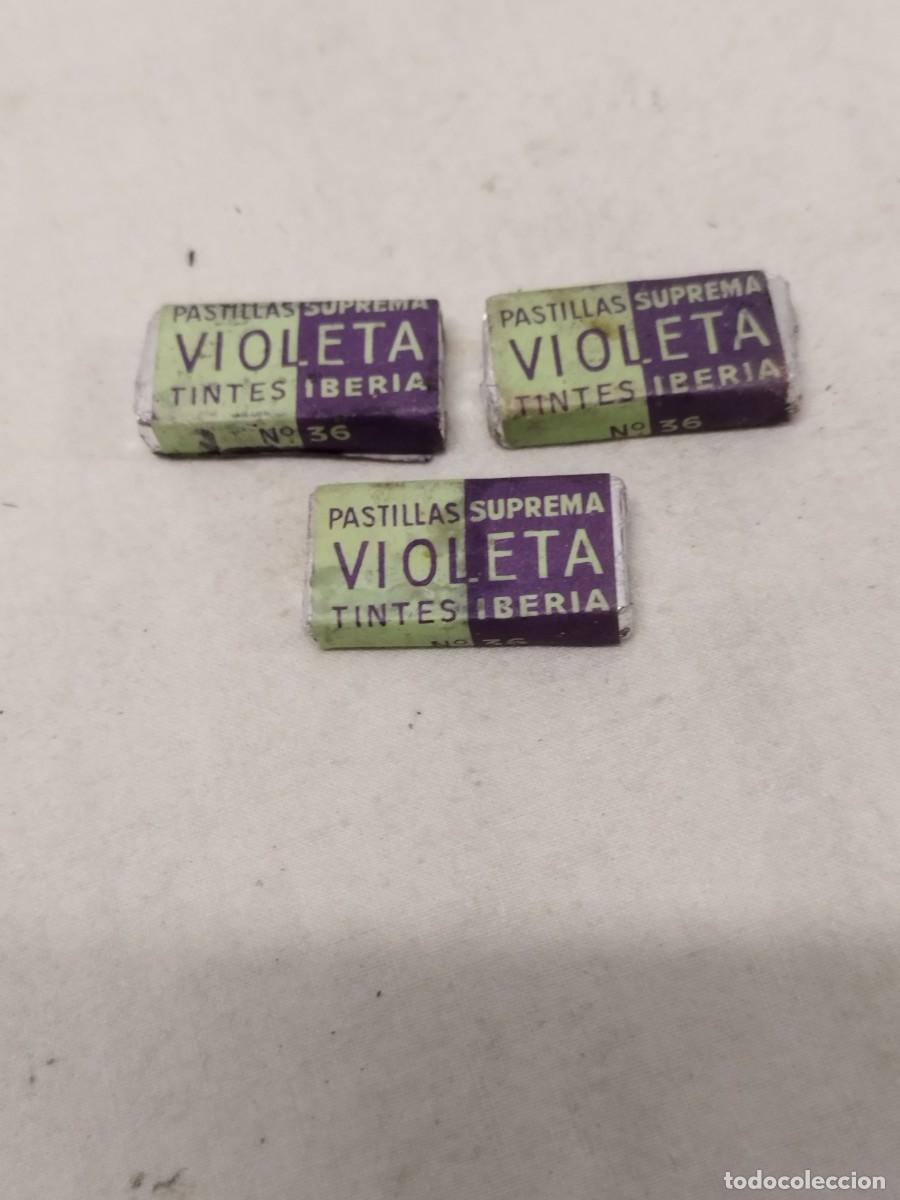 PASTILLAS SUPREMA
VIOLETA
TINTES IBERIA
Nº 36
PASTILLAS SUPREMA
VIOLETA
TINTES IBERIA
Nº 36
PASTILLAS SUPREMA
VIOLETA
TINTES IBERIA
Nº 36
todocoleccion